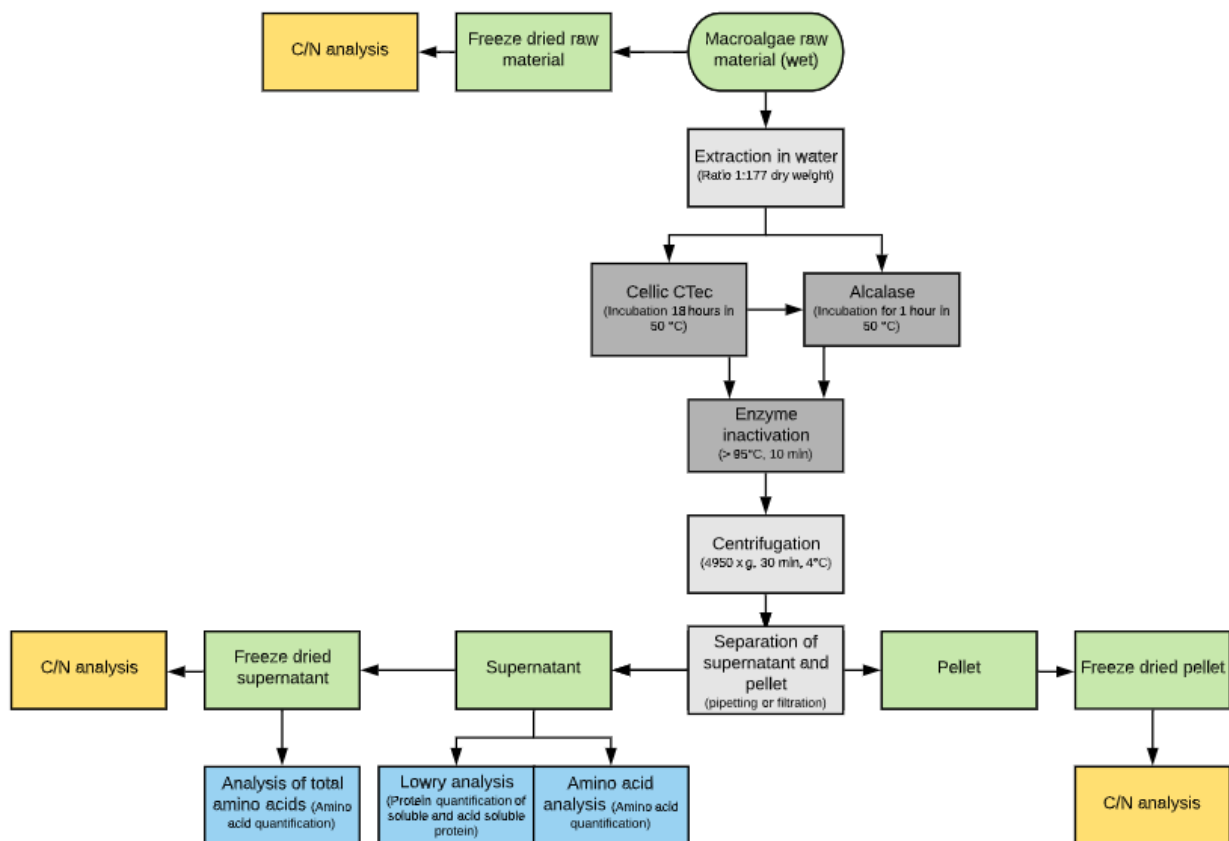 C/N analysis
Freeze dried raw
material
Macroalgae raw
material (wet)
Extraction in water
(Ratio 1:177 dry weight)
Cellic CTec
(Incubation 18 hours in
50 °C)
Alcalase
(Incubation for 1 hour in
50 °C)
Enzyme
inactivation
(> 95°C, 10 min)
Centrifugation
(4950 x g, 30 min, 4°C)
C/N analysis
Freeze dried
supernatant
Supernatant
Separation of
supernatant and
pellet
(pipetting or filtration)
Pellet
Freeze dried pellet
Analysis of total
amino acids (Amino
acid quantification)
Lowry analysis
(Protein quantification of
soluble and acid soluble
protein)
Amino acid
analysis (Amino acid
quantification)
C/N analysis